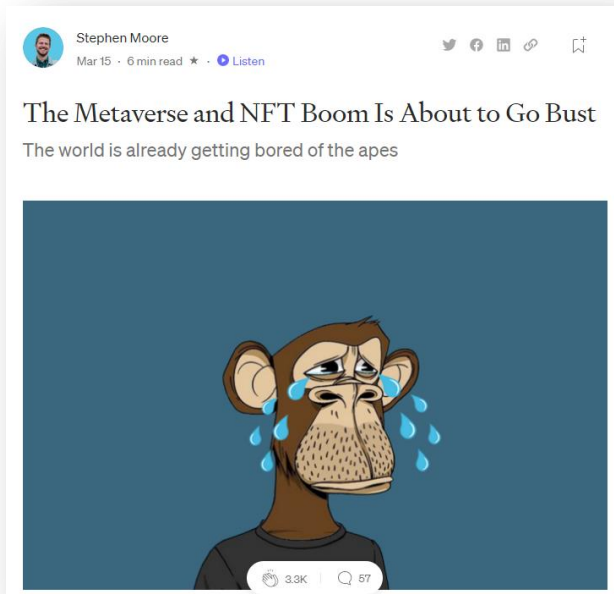 Stephen Moore
Mar 15 · 6 min read ★ · Listen
The Metaverse and NFT Boom Is About to Go Bust
The world is already getting bored of the apes
3.3K
57